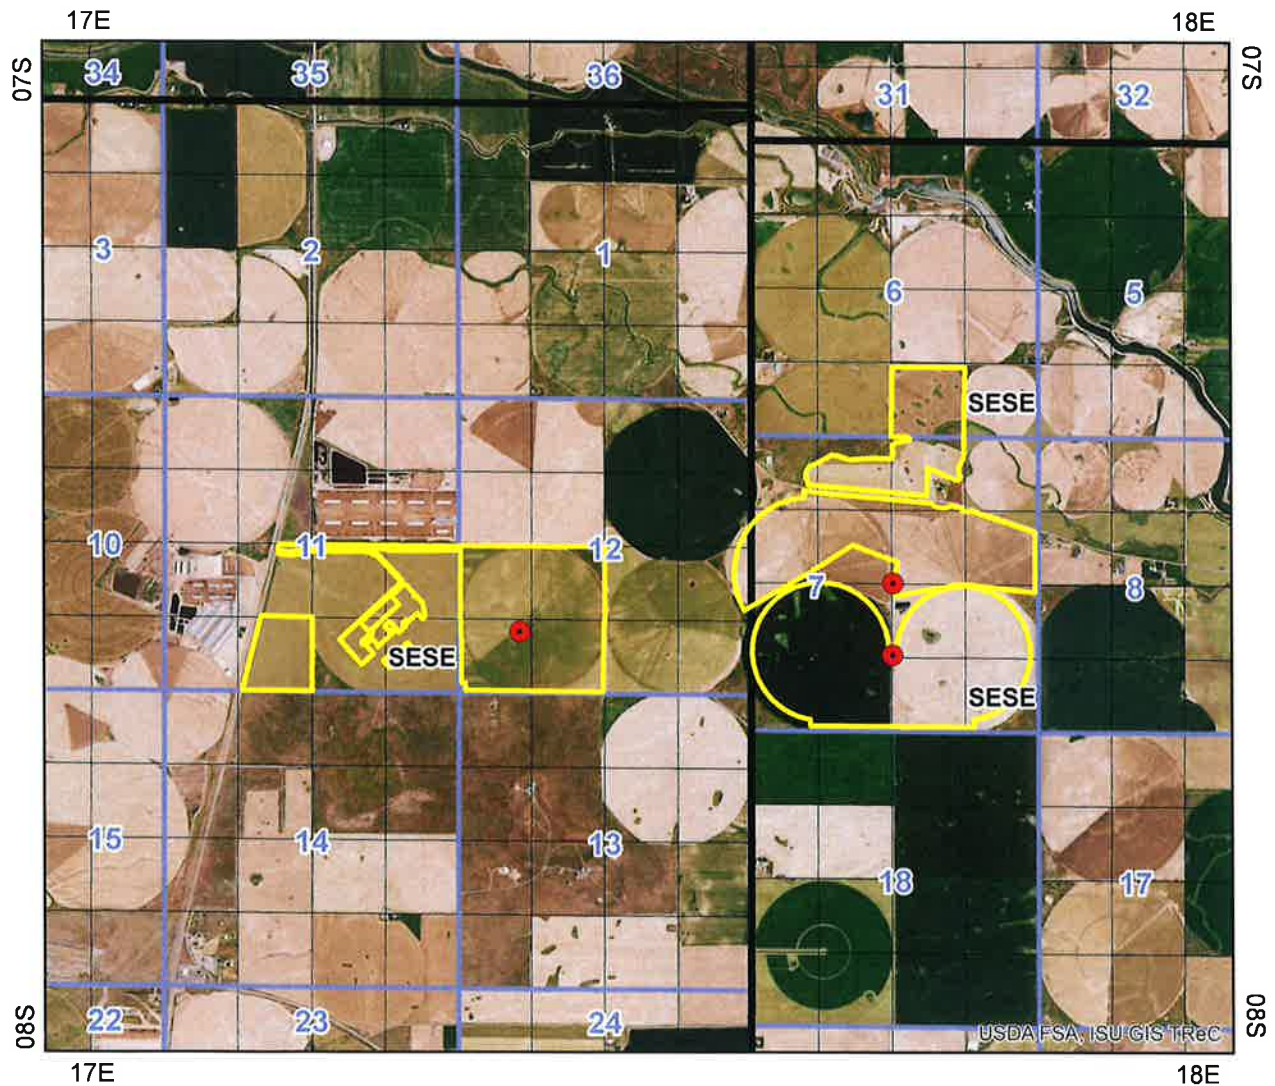 17E 18E
07S 07S
34 35 36 31 32
3 2 1 6 5
SESE
10 11 12 7 8
SESE
SESE
15 14 13 18 17
22 23 24
USDA FSA, ISU GIS TReC
08S 08S
17E 18E